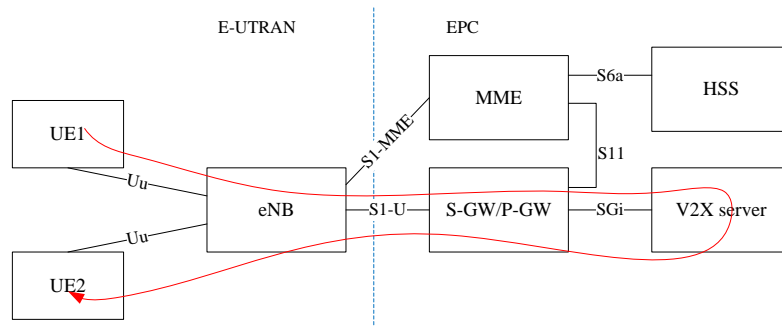 E-UTRAN
EPC
MME
S6a
HSS
UE1
S1-MME
Uu
S11
eNB
S1-U
S-GW/P-GW
SGi
V2X server
Uu
UE2